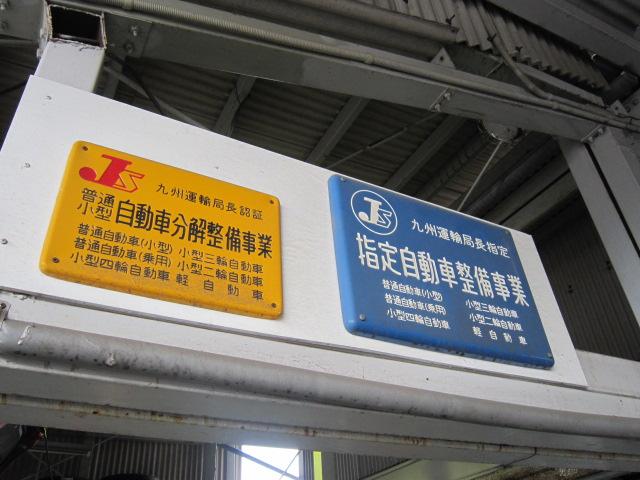 JS
九州運輸局長認証
普通
小型
自動車分解整備事業
普通自動車(小型) 小型三輪自動車
普通自動車(乗用) 小型二輪自動車
小型四輪自動車 軽自動車
JS
九州運輸局長指定
指定自動車整備事業
普通自動車(小型) 小型三輪自動車
普通自動車(乗用) 小型二輪自動車
小型四輪自動車 軽自動車